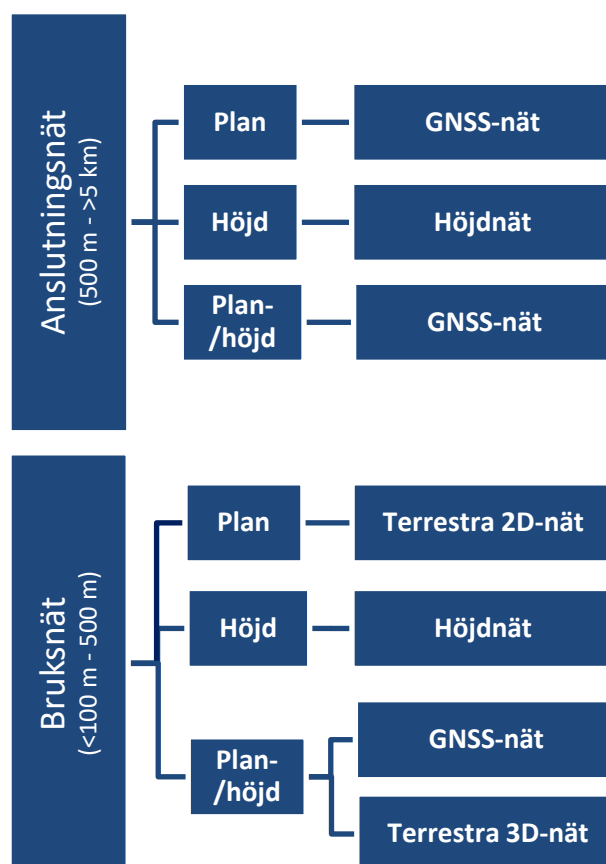 Anslutningsnät
(500 m - >5 km)
Plan
GNSS-nät
Höjd
Höjdnät
Plan-
/höjd
GNSS-nät
Bruksnät
(<100 m - 500 m)
Plan
Terrestra 2D-nät
Höjd
Höjdnät
Plan-
/höjd
GNSS-nät
Terrestra 3D-nät